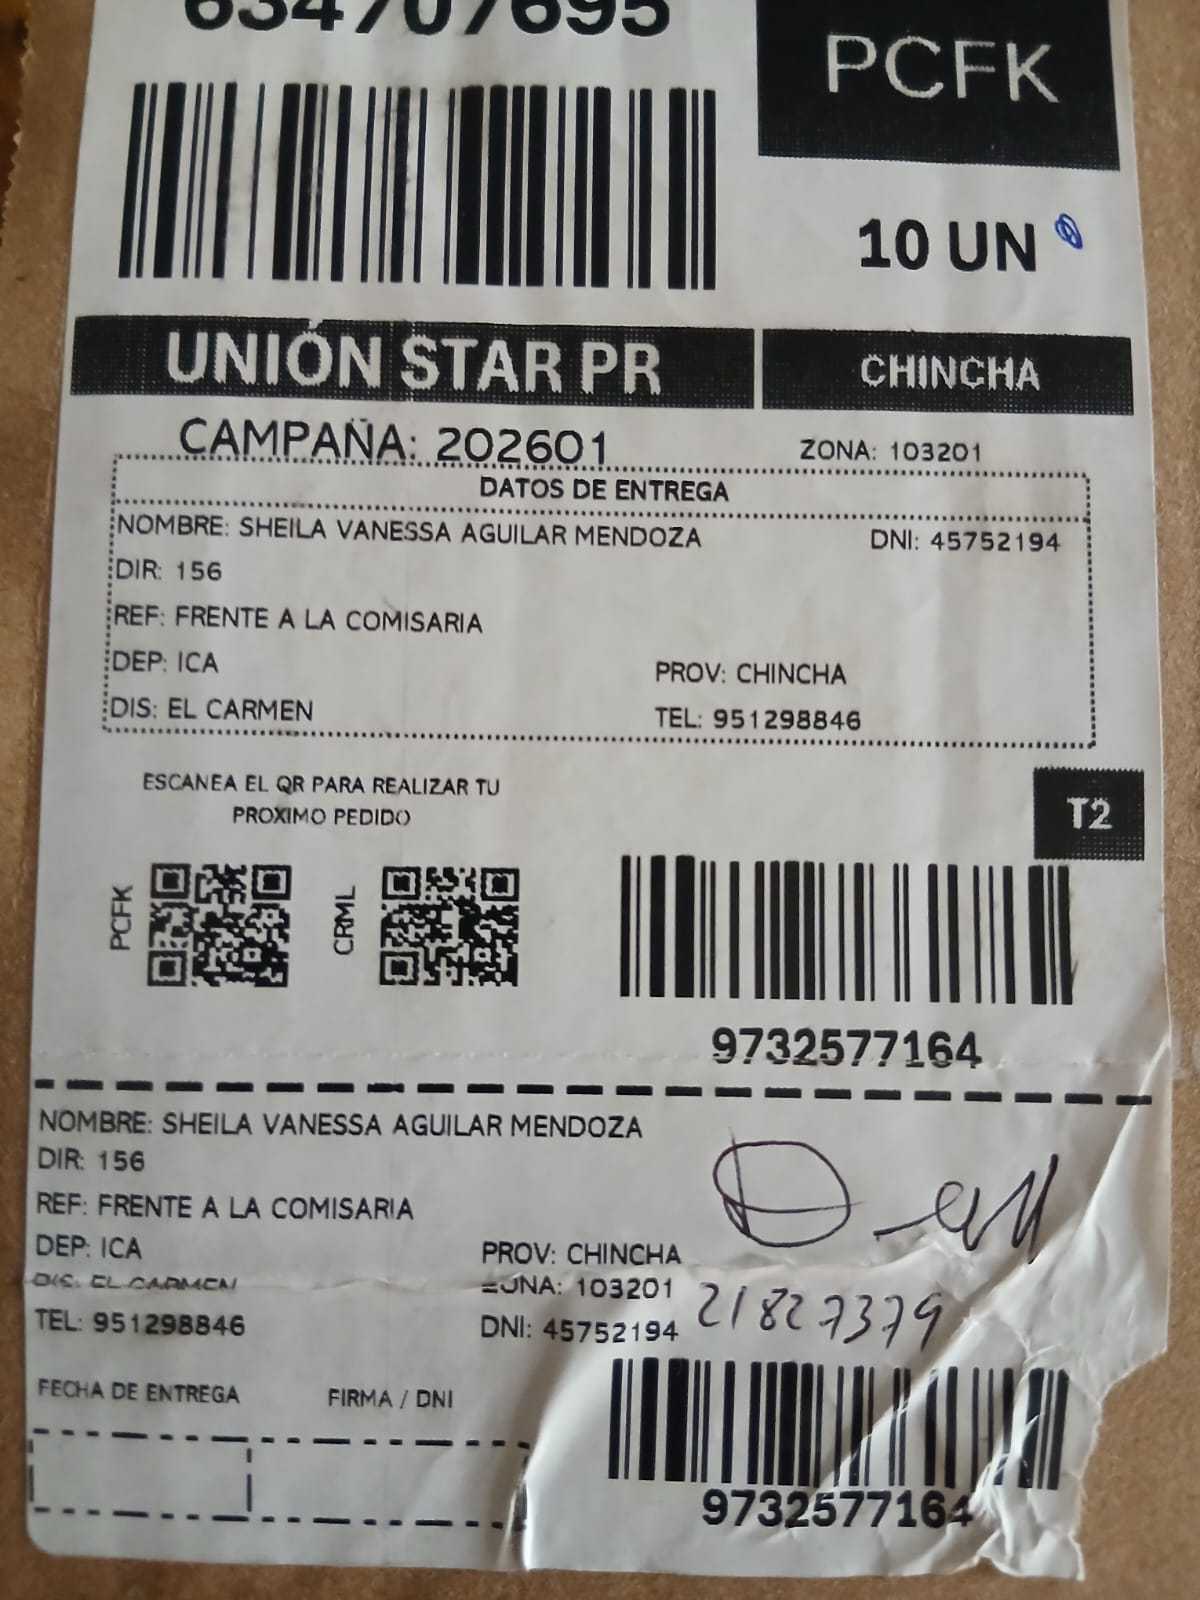 634707695
PCFK
10 UN
UNIÓN STAR PR
CHINCHA
CAMPAÑA: 202601
ZONA: 103201
DATOS DE ENTREGA
NOMBRE: SHEILA VANESSA AGUILAR MENDOZA
DNI: 45752194
DIR: 156
REF: FRENTE A LA COMISARIA
DEP: ICA
PROV: CHINCHA
DIS: EL CARMEN
TEL: 951298846
ESCANEA EL QR PARA REALIZAR TU
PROXIMO PEDIDO
T2
PCFK
CRML
9732577164
NOMBRE: SHEILA VANESSA AGUILAR MENDOZA
DIR: 156
REF: FRENTE A LA COMISARIA
DEP: ICA
PROV: CHINCHA
DIS: EL CARMEN
ZONA: 103201
TEL: 951298846
DNI: 45752194
21827379
FECHA DE ENTREGA
FIRMA / DNI
9732577164